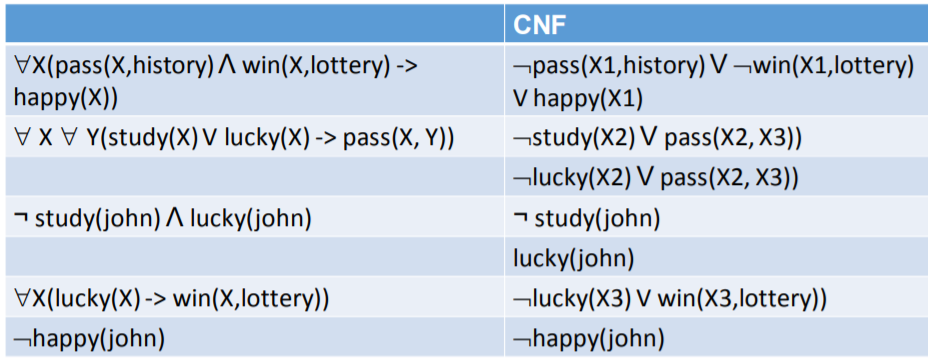 CNF
∀X(pass(X,history) Λ win(X,lottery) -> happy(X))
¬pass(X1,history) V ¬win(X1,lottery) V happy(X1)
∀ X ∀ Y(study(X) V lucky(X) -> pass(X, Y))
¬study(X2) V pass(X2, X3))
¬lucky(X2) V pass(X2, X3))
¬ study(john) Λ lucky(john)
¬ study(john)
lucky(john)
∀X(lucky(X) -> win(X,lottery))
¬lucky(X3) V win(X3,lottery))
¬happy(john)
¬happy(john)